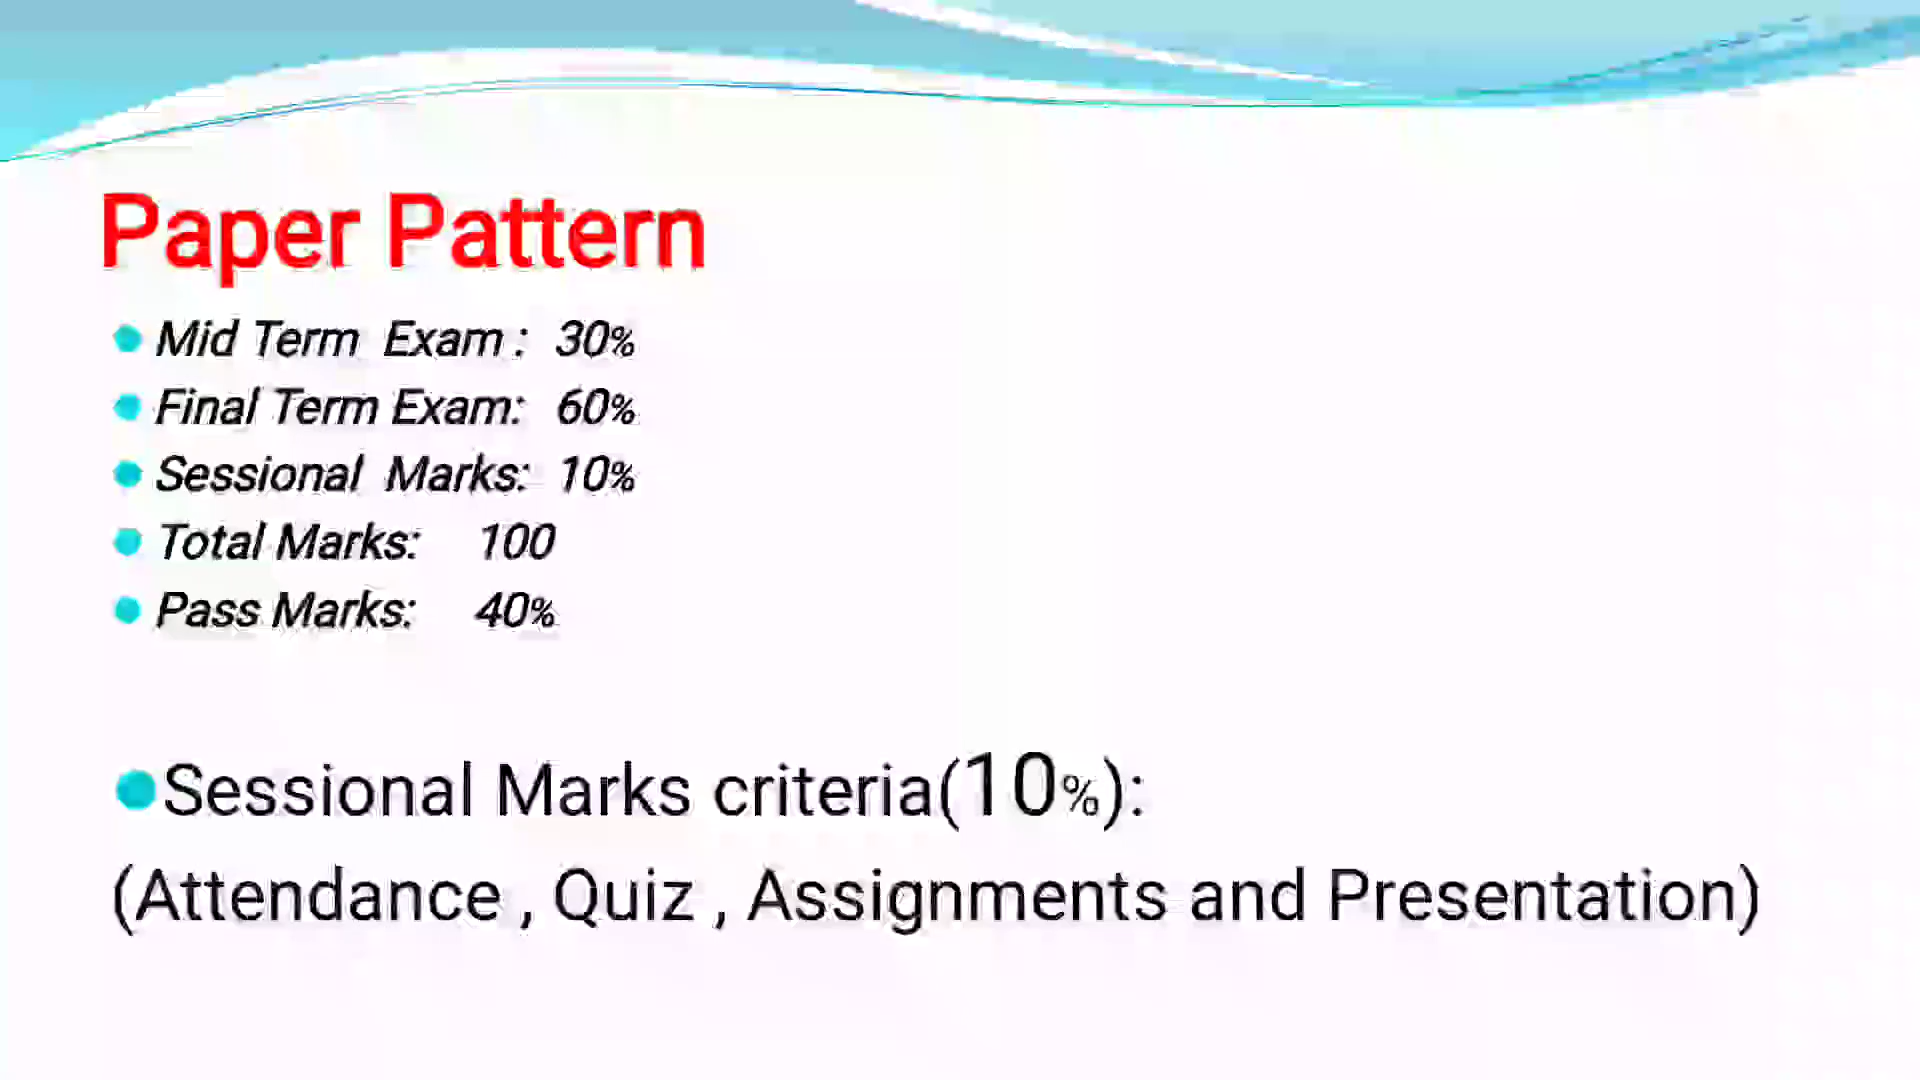 Paper Pattern
Mid Term Exam : 30%
Final Term Exam: 60%
Sessional Marks: 10%
Total Marks: 100
Pass Marks: 40%
Sessional Marks criteria(10%):
(Attendance , Quiz , Assignments and Presentation)